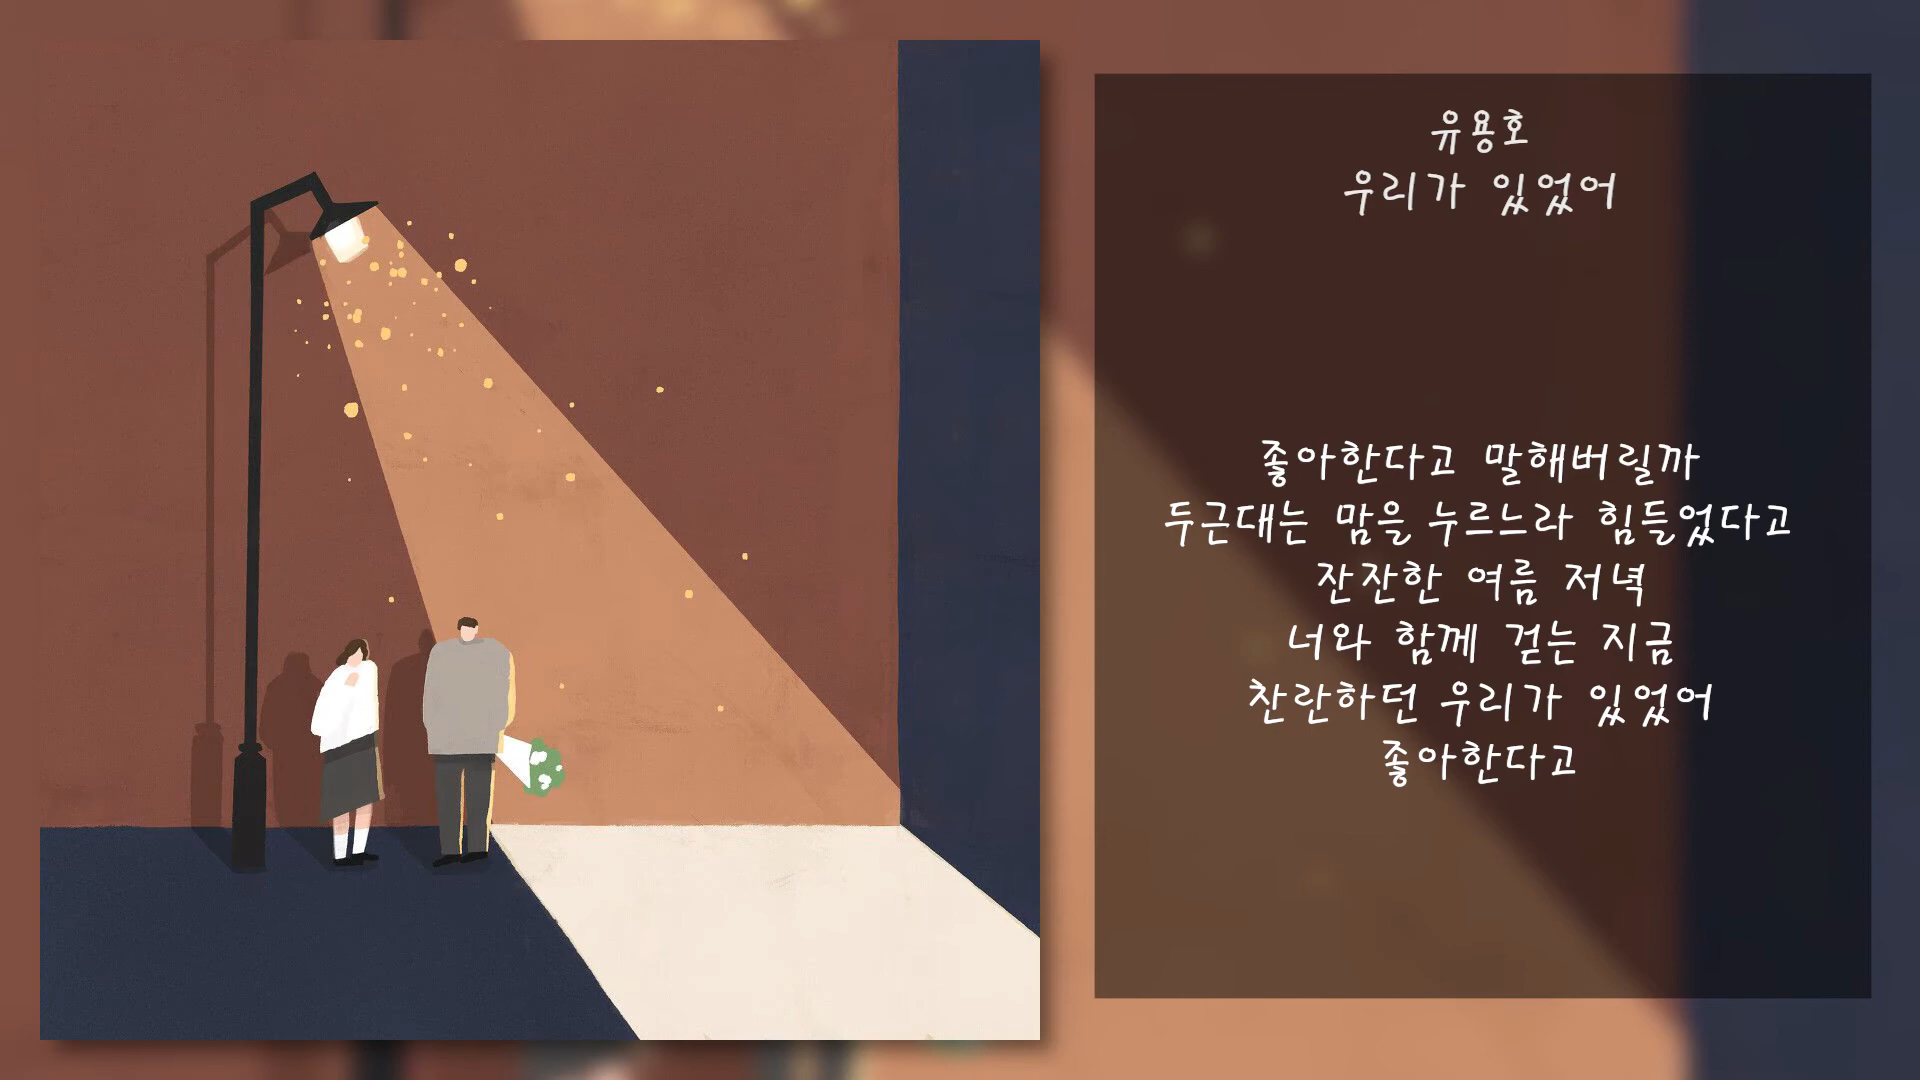 유용호
우리가 있었어
좋아한다고 말해버릴까
두근대는 맘을 누르느라 힘들었다고
잔잔한 여름 저녁
너와 함께 걷는 지금
찬란하던 우리가 있었어
좋아한다고